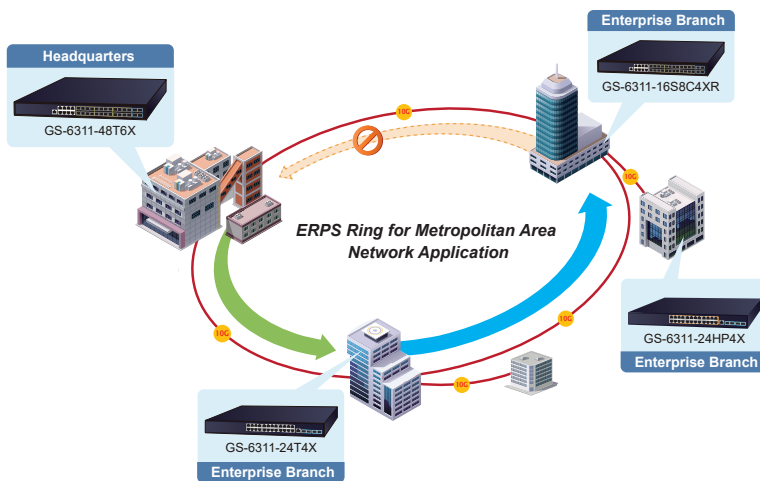 Enterprise Branch
GS-6311-16S8C4XR
Headquarters
GS-6311-48T6X
10G
10G
ERPS Ring for Metropolitan Area
Network Application
10G
10G
10G
GS-6311-24HP4X
Enterprise Branch
GS-6311-24T4X
Enterprise Branch